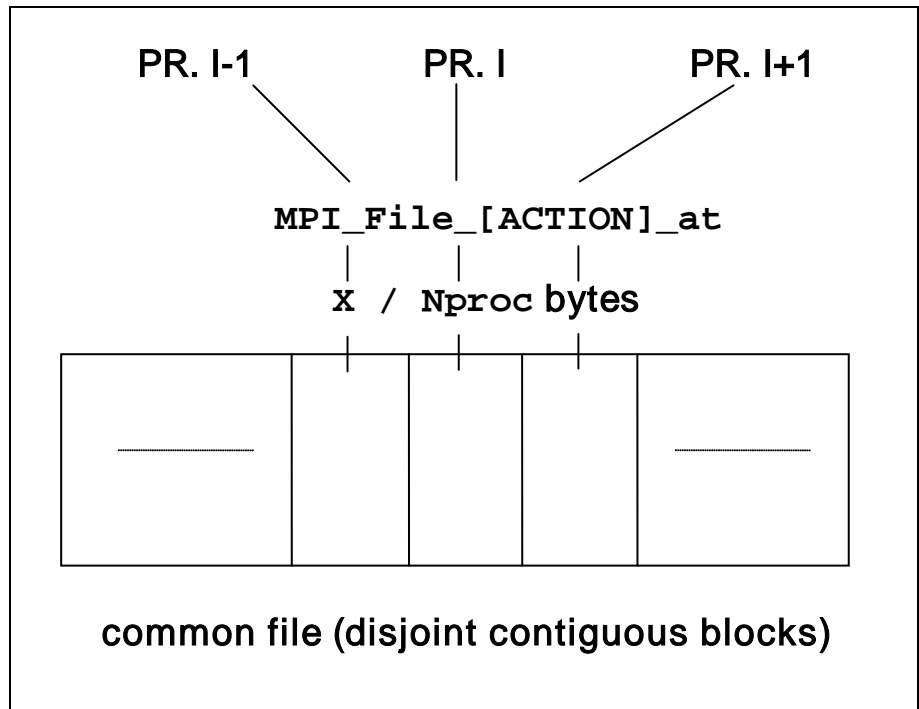 PR. I-1 PR. I PR. I+1
MPI_File_[ACTION]_at
X / Nproc bytes
common file (disjoint contiguous blocks)